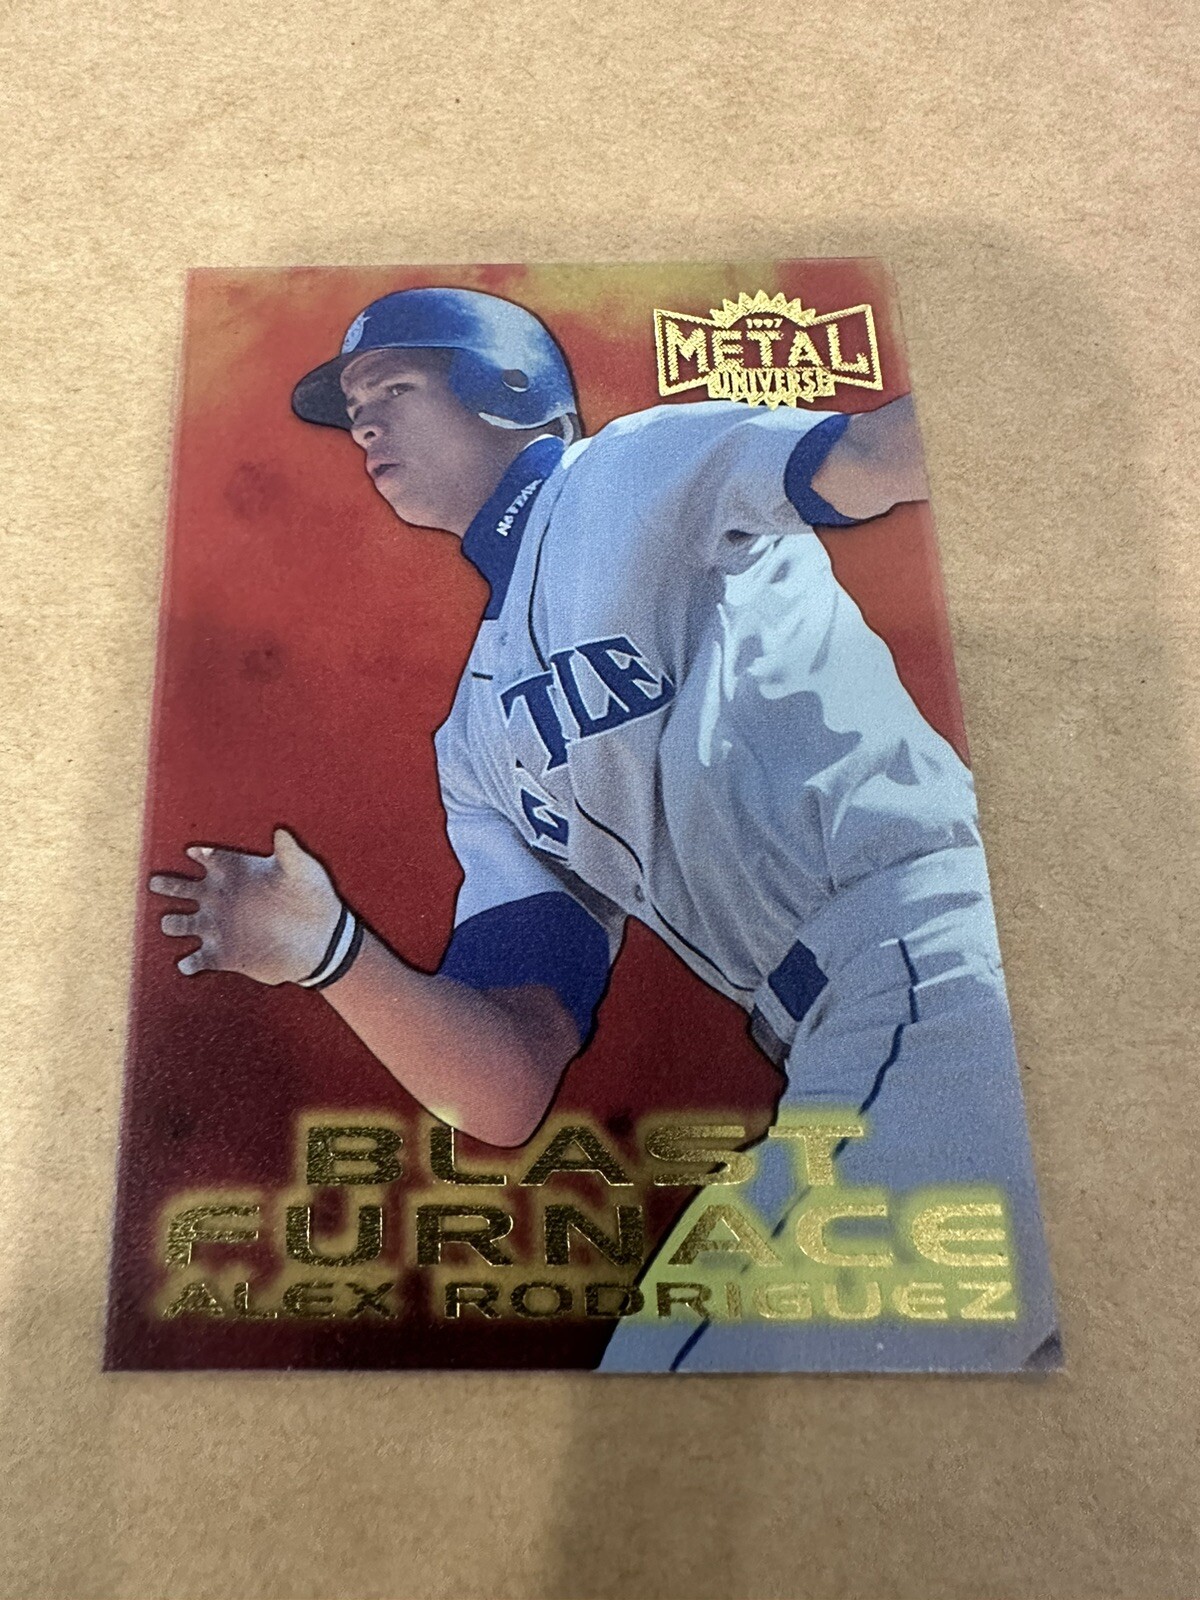 1997
METAL
UNIVERSE
TLE
BLAST
FURNACE
ALEX RODRIGUEZ